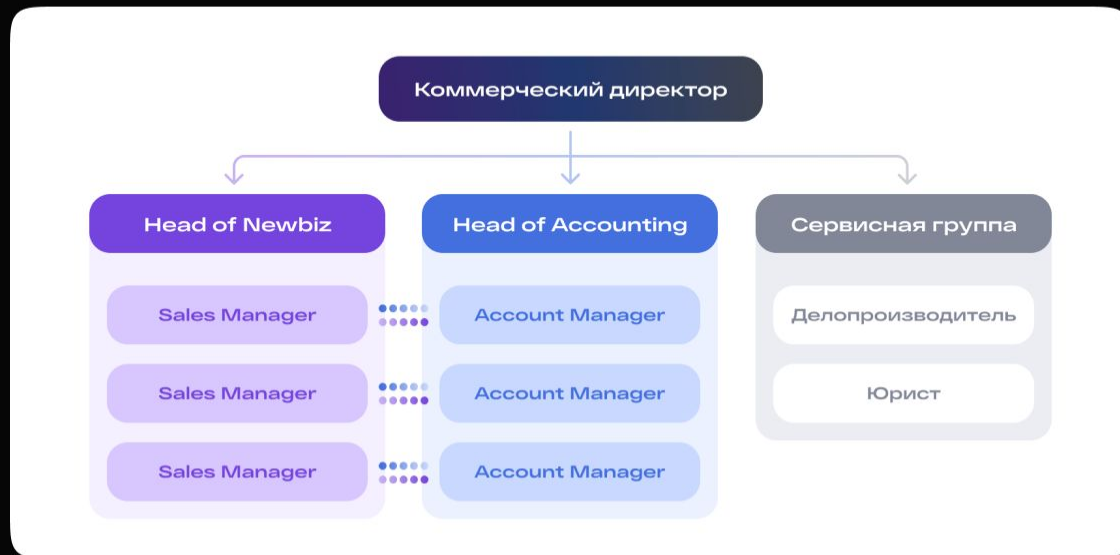 Коммерческий директор
Head of Newbiz
Head of Accounting
Сервисная группа
Sales Manager
Account Manager
Делопроизводитель
Sales Manager
Account Manager
Юрист
Sales Manager
Account Manager